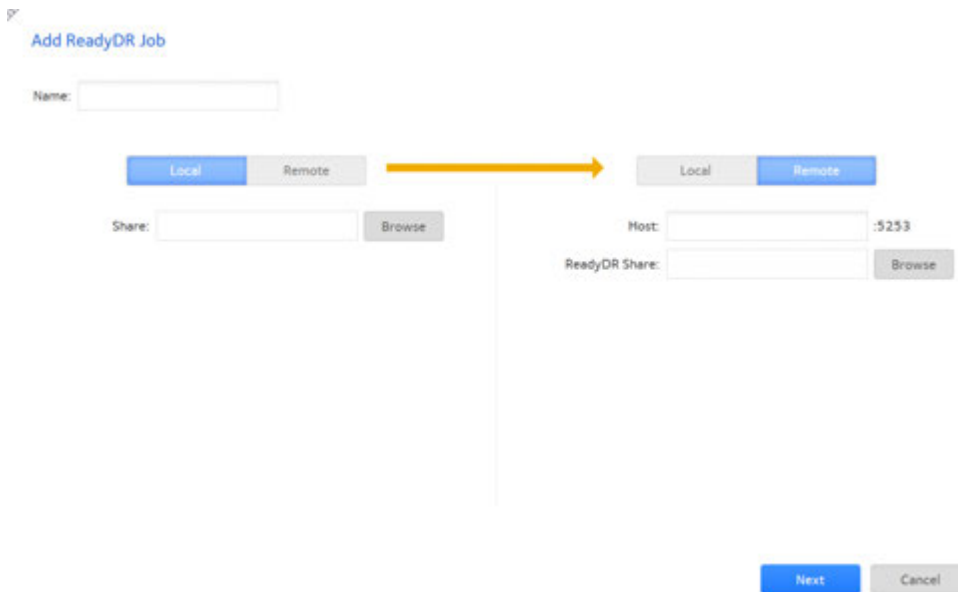 Add ReadyDR Job
Name:
Local Remote Local Remote
Share: Browse Host: :5253
ReadyDR Share: Browse
Next Cancel